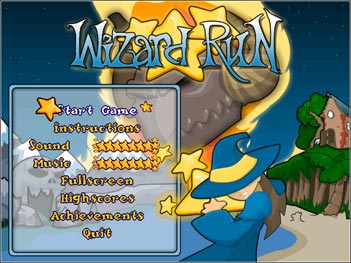 Wizard Run
Start Game
Instructions
Sound
Music
Fullscreen
Highscores
Achievements
Quit